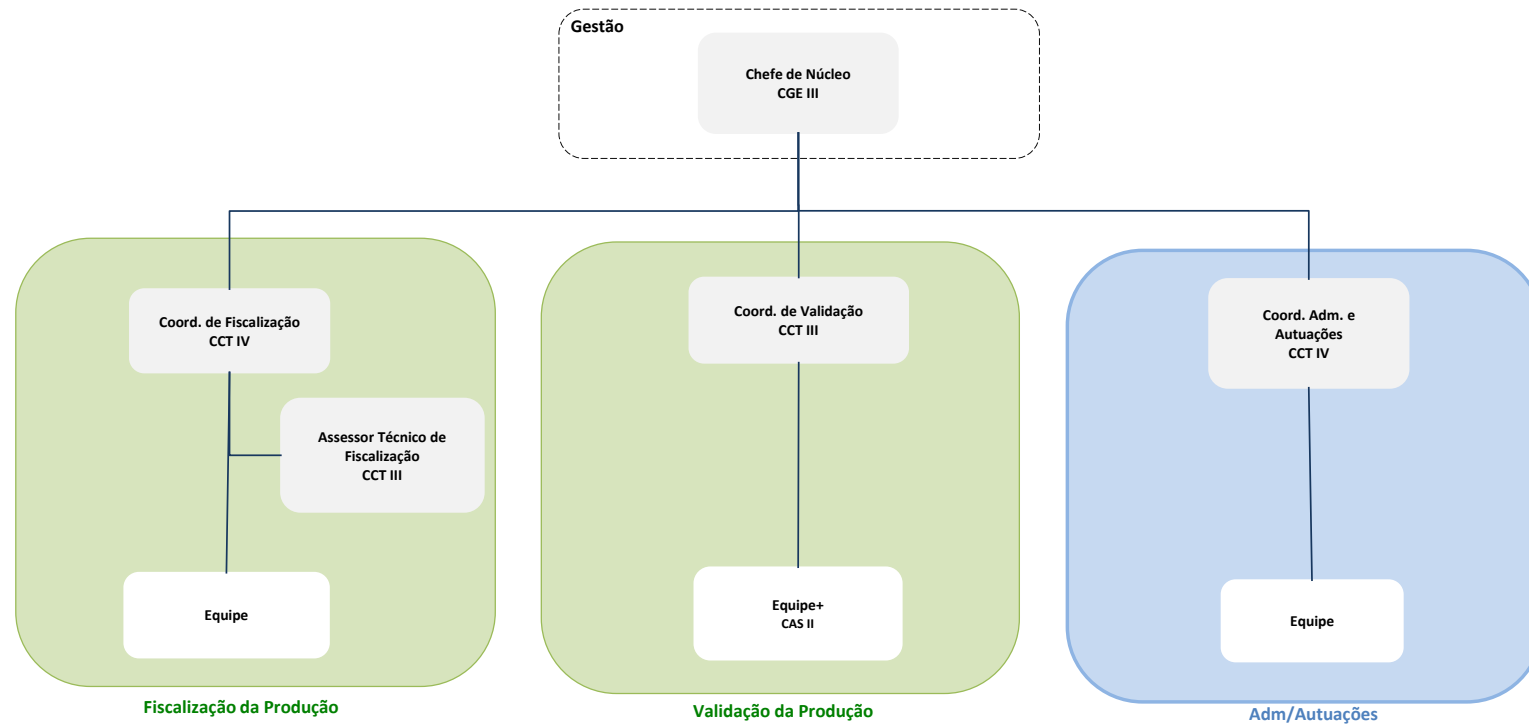 Gestão
Chefe de Núcleo
CGE III
Coord. de Fiscalização
CCT IV
Assessor Técnico de
Fiscalização
CCT III
Equipe
Fiscalização da Produção
Coord. de Validação
CCT III
Equipe+
CAS II
Validação da Produção
Coord. Adm. e
Autuações
CCT IV
Equipe
Adm/Autuações